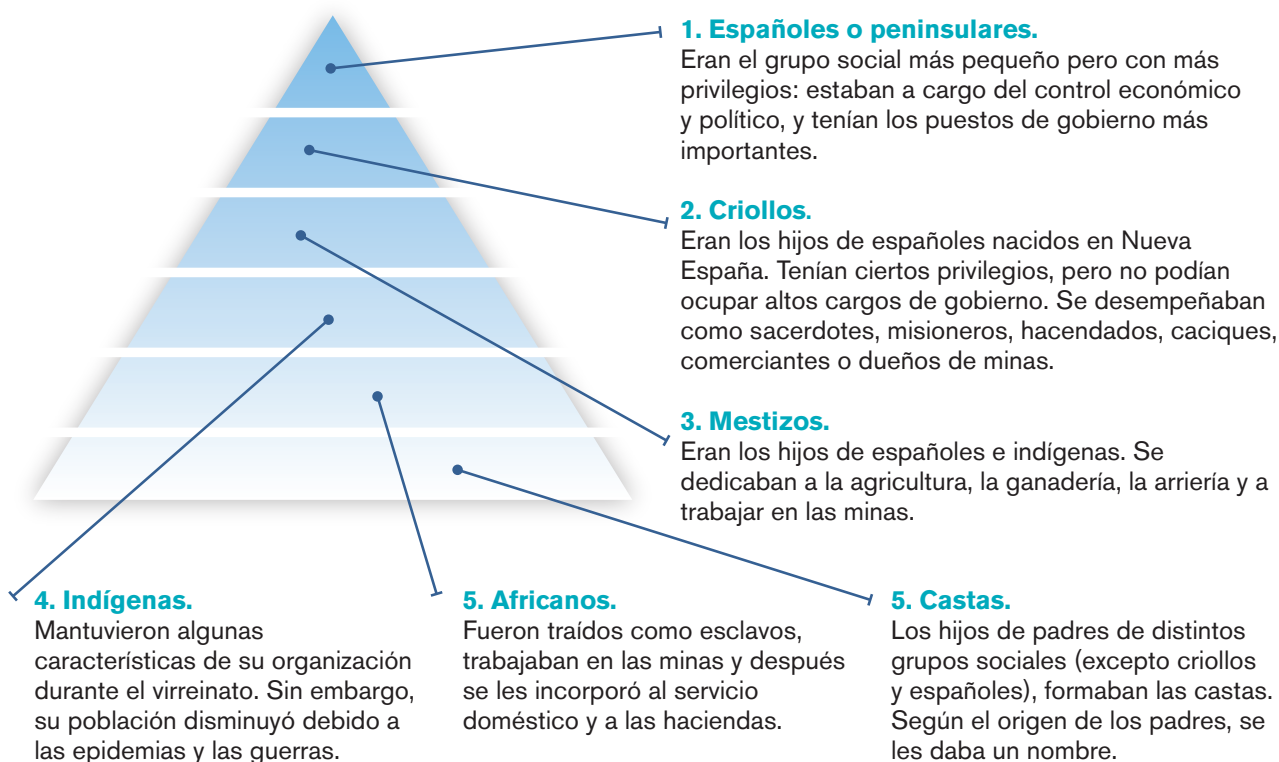 1. Españoles o peninsulares.
Eran el grupo social más pequeño pero con más
privilegios: estaban a cargo del control económico
y político, y tenían los puestos de gobierno más
importantes.
2. Criollos.
Eran los hijos de españoles nacidos en Nueva
España. Tenían ciertos privilegios, pero no podían
ocupar altos cargos de gobierno. Se desempeñaban
como sacerdotes, misioneros, hacendados, caciques,
comerciantes o dueños de minas.
3. Mestizos.
Eran los hijos de españoles e indígenas. Se
dedicaban a la agricultura, la ganadería, la arriería y a
trabajar en las minas.
4. Indígenas.
Mantuvieron algunas
características de su organización
durante el virreinato. Sin embargo,
su población disminuyó debido a
las epidemias y las guerras.
5. Africanos.
Fueron traídos como esclavos,
trabajaban en las minas y después
se les incorporó al servicio
doméstico y a las haciendas.
5. Castas.
Los hijos de padres de distintos
grupos sociales (excepto criollos
y españoles), formaban las castas.
Según el origen de los padres, se
les daba un nombre.